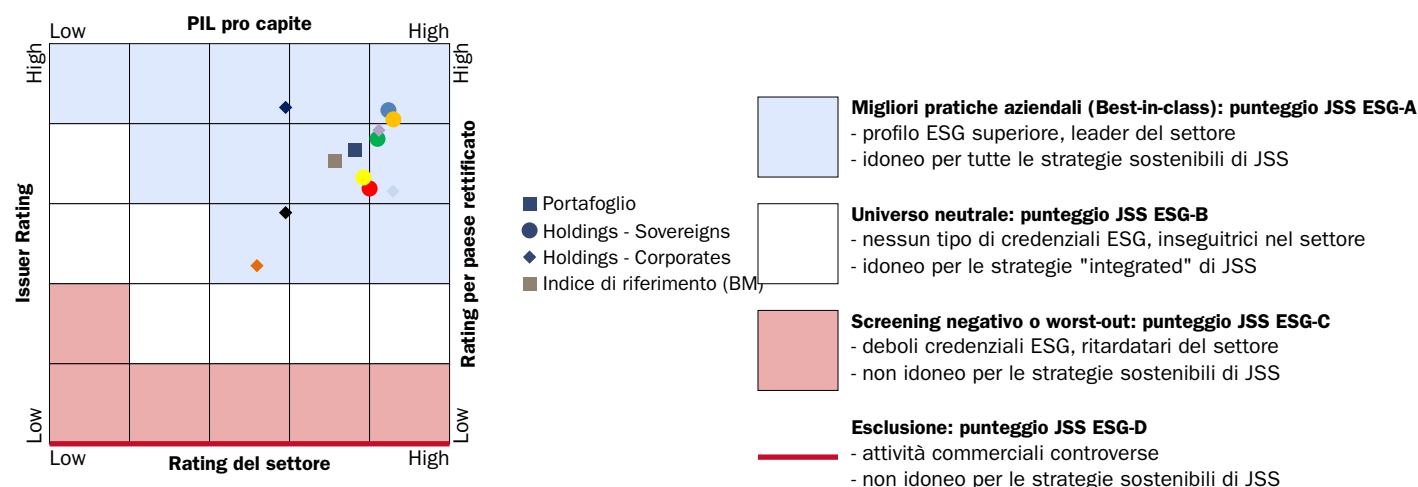 PIL pro capite
Low
High
High
High
Issuer Rating
Rating per paese rettificato
Low
Low
Low
High
Rating del settore
Portafoglio
Holdings - Sovereigns
Holdings - Corporates
Indice di riferimento (BM)
Migliori pratiche aziendali (Best-in-class): punteggio JSS ESG-A
- profilo ESG superiore, leader del settore
- idoneo per tutte le strategie sostenibili di JSS
Universo neutrale: punteggio JSS ESG-B
- nessun tipo di credenziali ESG, inseguitrici nel settore
- idoneo per le strategie "integrated" di JSS
Screening negativo o worst-out: punteggio JSS ESG-C
- deboli credenziali ESG, ritardatari del settore
- non idoneo per le strategie sostenibili di JSS
Esclusione: punteggio JSS ESG-D
- attività commerciali controverse
- non idoneo per le strategie sostenibili di JSS